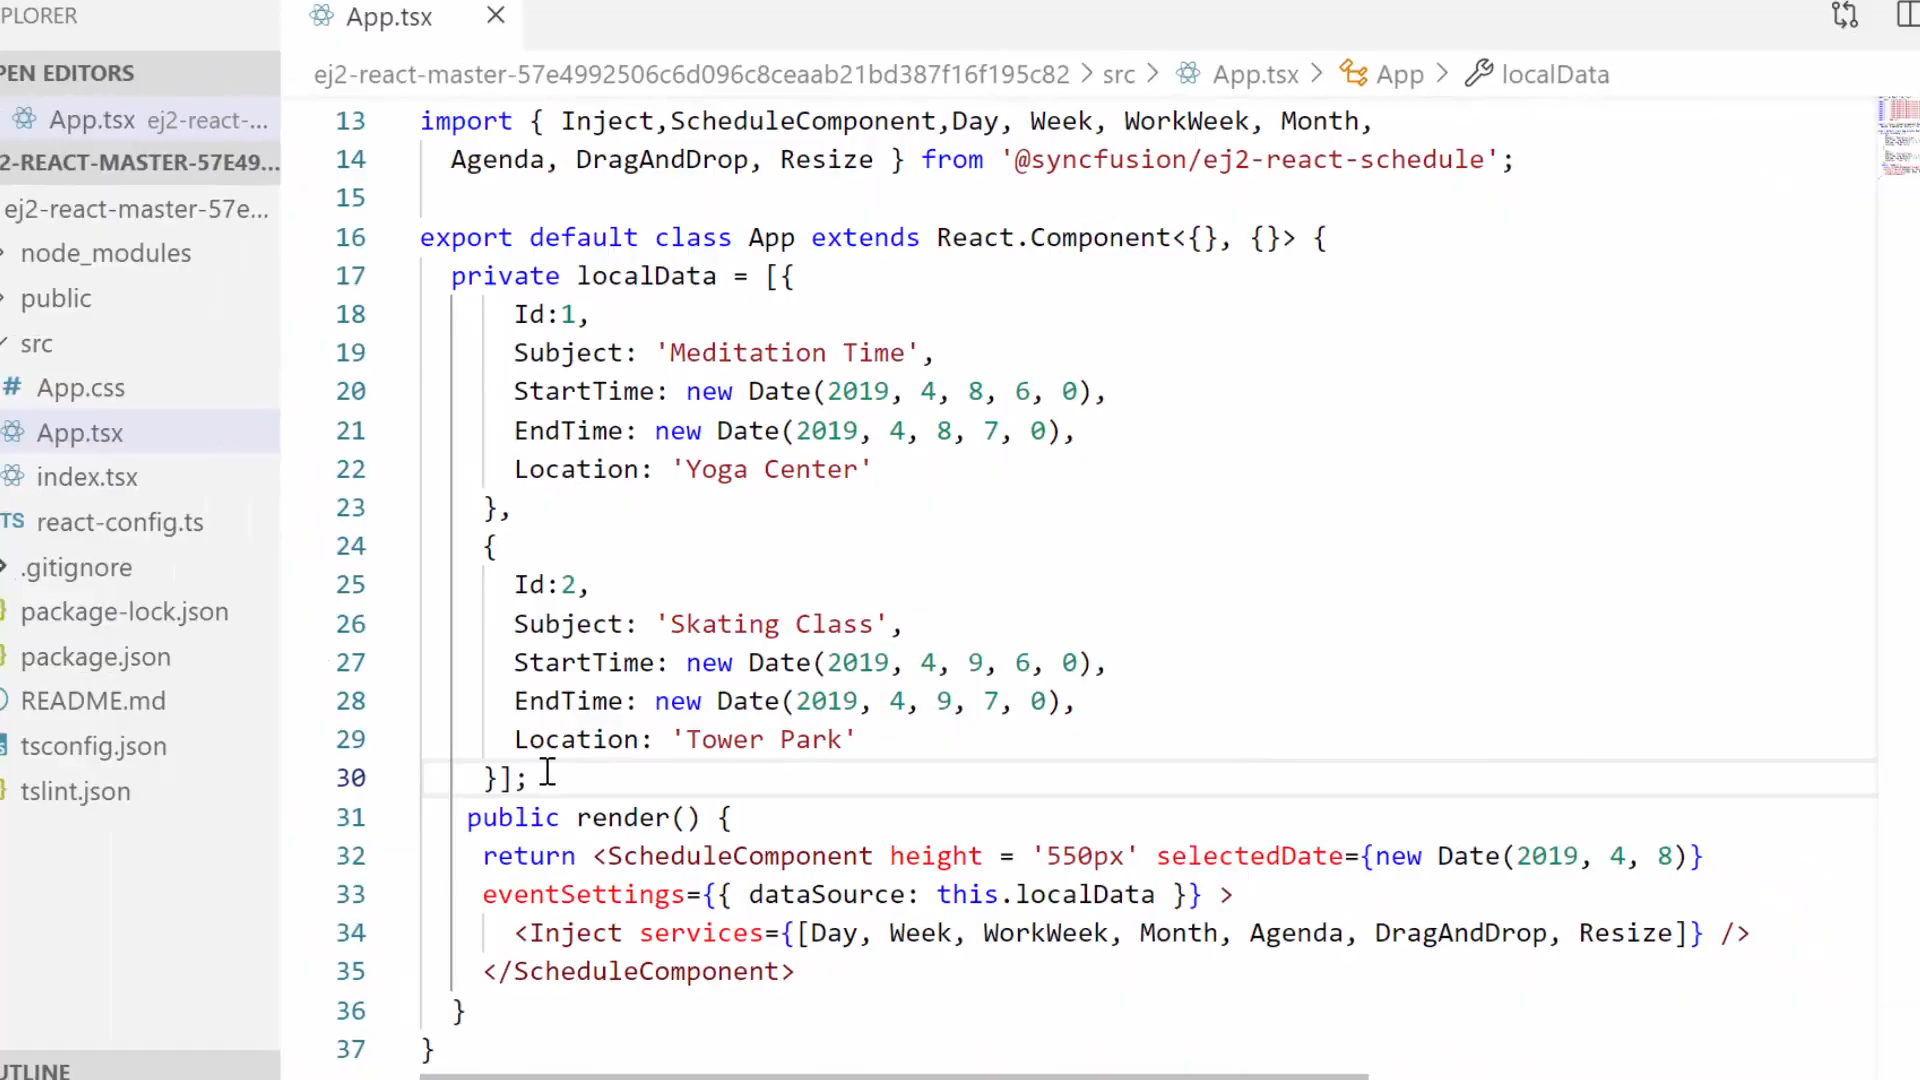 PLORER
App.tsx
PEN EDITORS
App.tsx ej2-react-...
2-REACT-MASTER-57E49...
ej2-react-master-57e...
node_modules
public
src
# App.css
App.tsx
index.tsx
TS react-config.ts
.gitignore
package-lock.json
package.json
README.md
tsconfig.json
tslint.json
UTLINE
ej2-react-master-57e4992506c6d096c8ceaab21bd387f16f195c82 > src > App.tsx > App > localData
13 import { Inject,ScheduleComponent,Day, Week, WorkWeek, Month,
14 Agenda, DragAndDrop, Resize } from '@syncfusion/ej2-react-schedule';
15
16 export default class App extends React.Component<{}, {}> {
17 private localData = [{
18 Id:1,
19 Subject: 'Meditation Time',
20 StartTime: new Date(2019, 4, 8, 6, 0),
21 EndTime: new Date(2019, 4, 8, 7, 0),
22 Location: 'Yoga Center'
23 },
24 {
25 Id:2,
26 Subject: 'Skating Class',
27 StartTime: new Date(2019, 4, 9, 6, 0),
28 EndTime: new Date(2019, 4, 9, 7, 0),
29 Location: 'Tower Park'
30 }];
31 public render() {
32 return <ScheduleComponent height = '550px' selectedDate={new Date(2019, 4, 8)}
33 eventSettings={{ dataSource: this.localData }} >
34 <Inject services={[Day, Week, WorkWeek, Month, Agenda, DragAndDrop, Resize]} />
35 </ScheduleComponent>
36 }
37 }